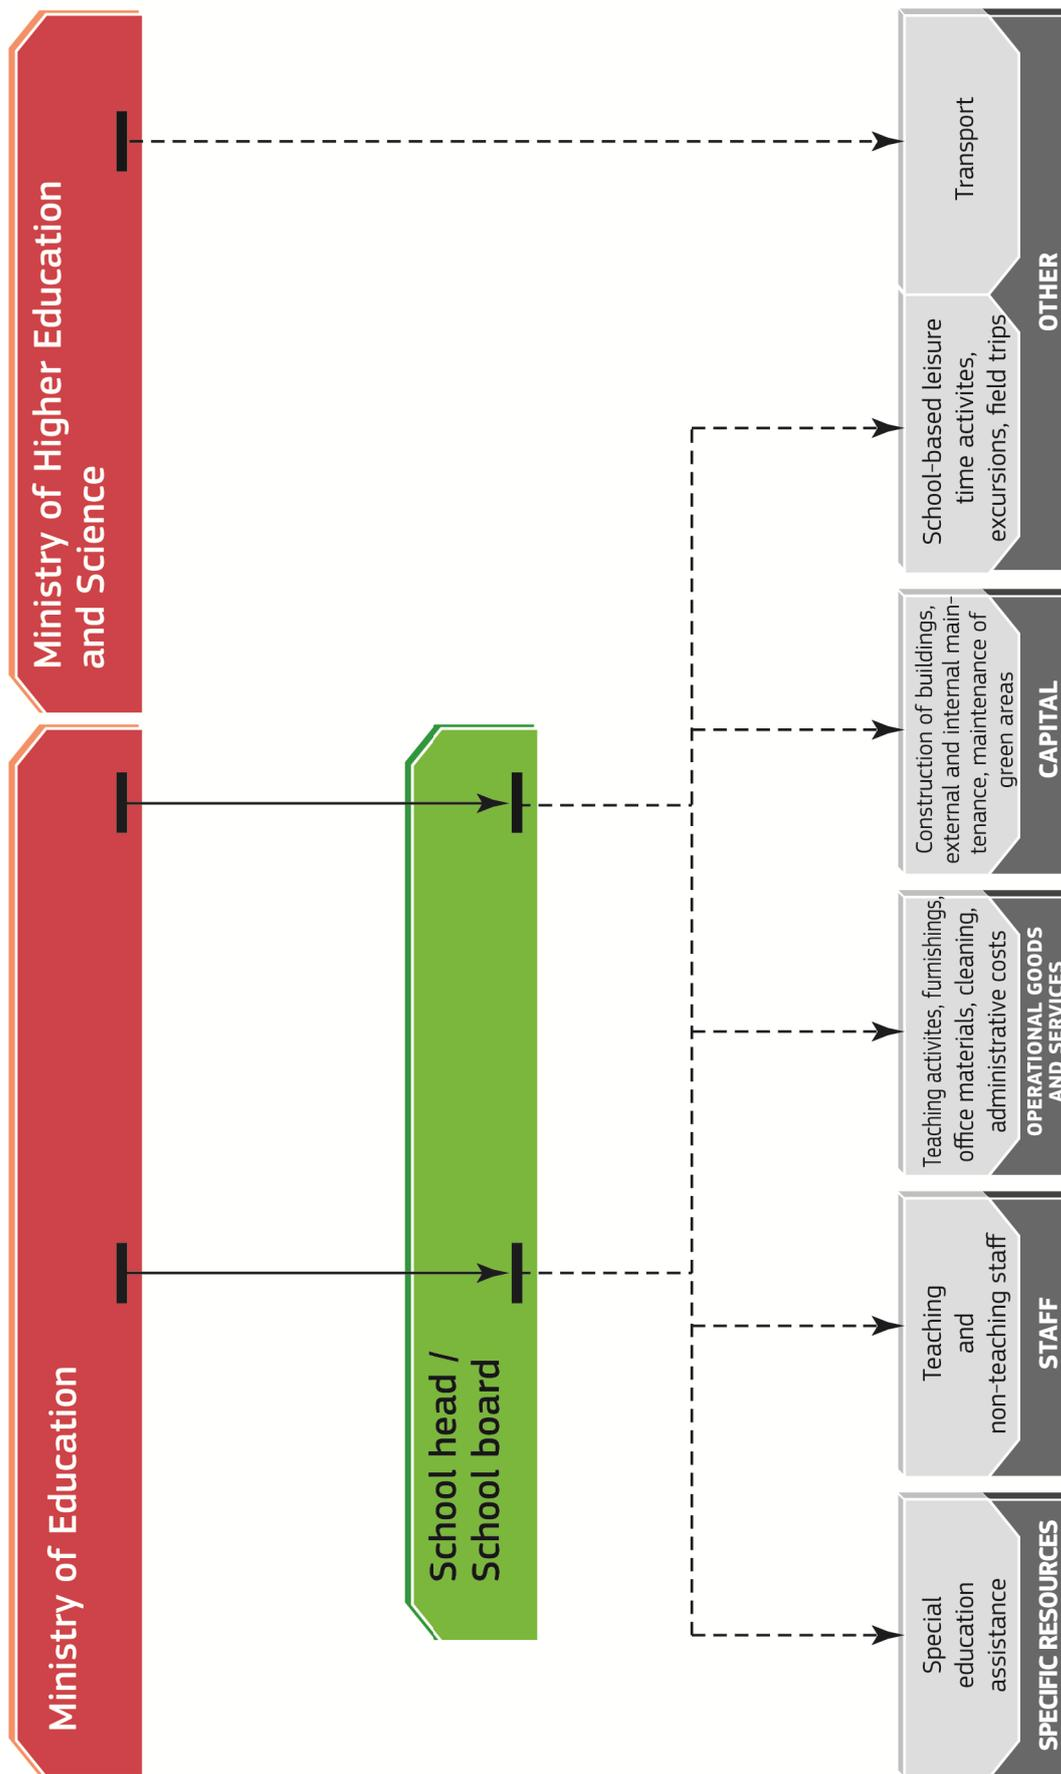 Ministry of Education
Ministry of Higher Education
and Science
School head /
School board
Special
education
assistance
SPECIFIC RESOURCES
Teaching
and
non-teaching staff
STAFF
Teaching activites, furnishings,
office materials, cleaning,
administrative costs
OPERATIONAL GOODS
AND SERVICES
Construction of buildings,
external and internal main-
tenance, maintenance of
green areas
CAPITAL
School-based leisure
time activites,
excursions, field trips
Transport
OTHER